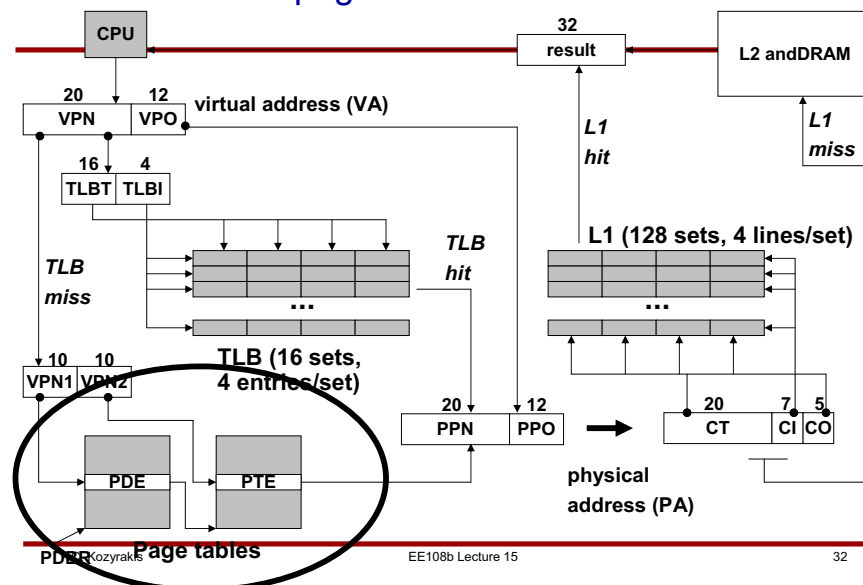 CPU
32
result
L2 andDRAM
20 12
VPN VPO
virtual address (VA)
L1
hit
L1
miss
16 4
TLBT TLBI
TLB
miss
TLB
hit
L1 (128 sets, 4 lines/set)
...
...
TLB (16 sets,
4 entries/set)
10 10
VPN1 VPN2
20 12
PPN PPO
20 7 5
CT CI CO
PDE PTE
physical
address (PA)
PDBR
Kozyrakis
Page tables
EE108b Lecture 15
32